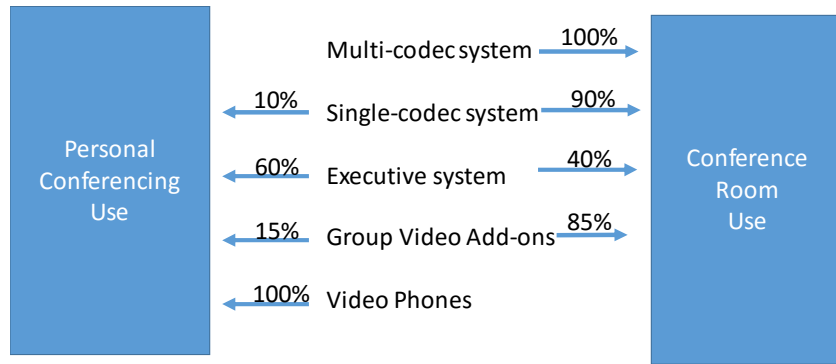 Multi-codec system 100%
10% Single-codec system 90%
Personal
Conferencing
Use
60% Executive system 40%
Conference
Room
Use
15% Group Video Add-ons 85%
100% Video Phones